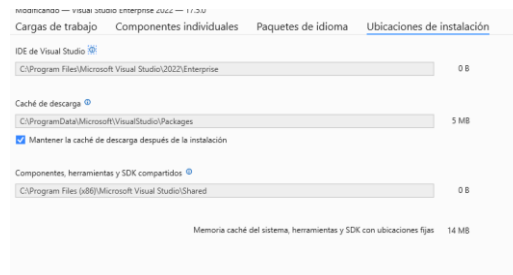 Modificando — Visual Studio Enterprise 2022 — 17.5.0
Cargas de trabajo Componentes individuales Paquetes de idioma Ubicaciones de instalación
IDE de Visual Studio
C:\Program Files\Microsoft Visual Studio\2022\Enterprise 0 B
Caché de descarga
C:\ProgramData\Microsoft\VisualStudio\Packages 5 MB
Mantener la caché de descarga después de la instalación
Componentes, herramientas y SDK compartidos
C:\Program Files (x86)\Microsoft Visual Studio\Shared 0 B
Memoria caché del sistema, herramientas y SDK con ubicaciones fijas 14 MB